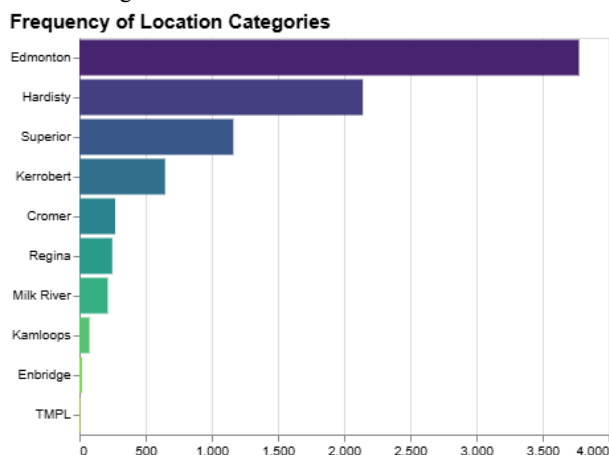 Frequency of Location Categories
Edmonton
Hardisty
Superior
Kerrobert
Cromer
Regina
Milk River
Kamloops
Enbridge
TMPL
0 500 1.000 1.500 2.000 2.500 3.000 3.500 4.000